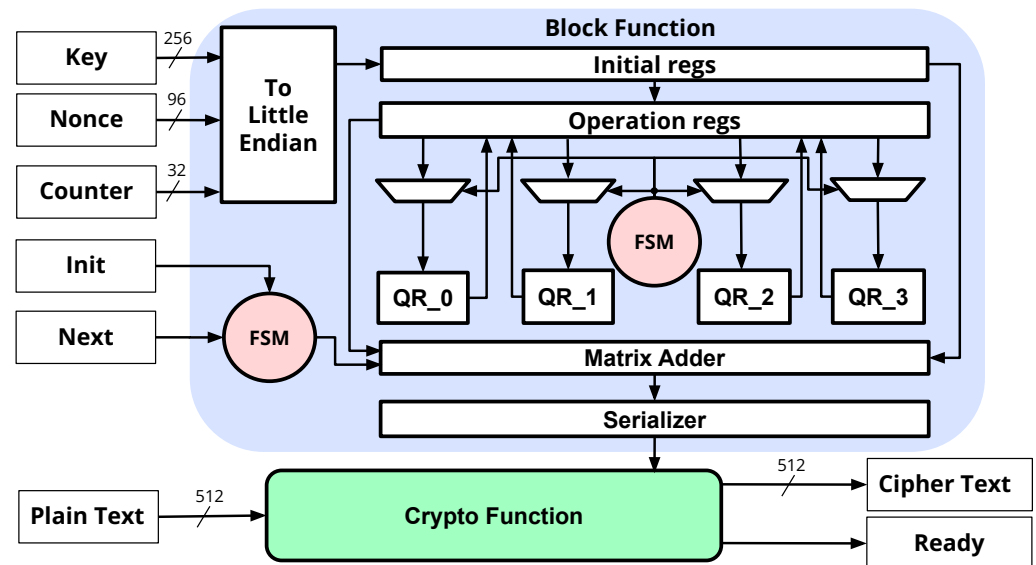 Block Function
Key
256
Nonce
96
Counter
32
To
Little
Endian
Initial regs
Operation regs
Init
Next
FSM
FSM
QR_0
QR_1
QR_2
QR_3
Matrix Adder
Serializer
Plain Text
512
Crypto Function
512
Cipher Text
Ready